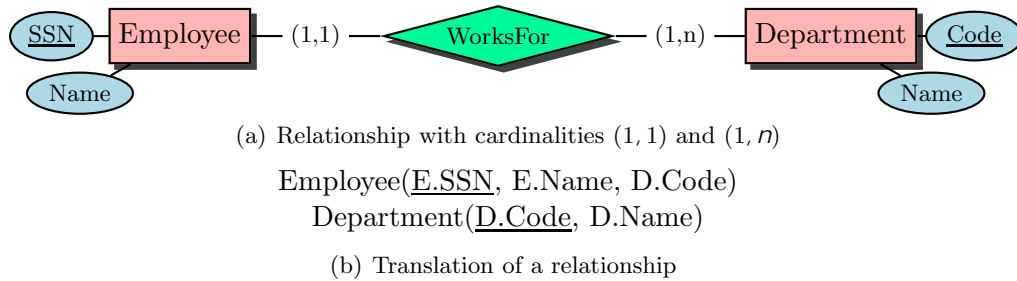 SSN Employee (1,1) WorksFor (1,n) Department Code
Name Name
(a) Relationship with cardinalities (1, 1) and (1, n)
Employee(E.SSN, E.Name, D.Code)
Department(D.Code, D.Name)
(b) Translation of a relationship